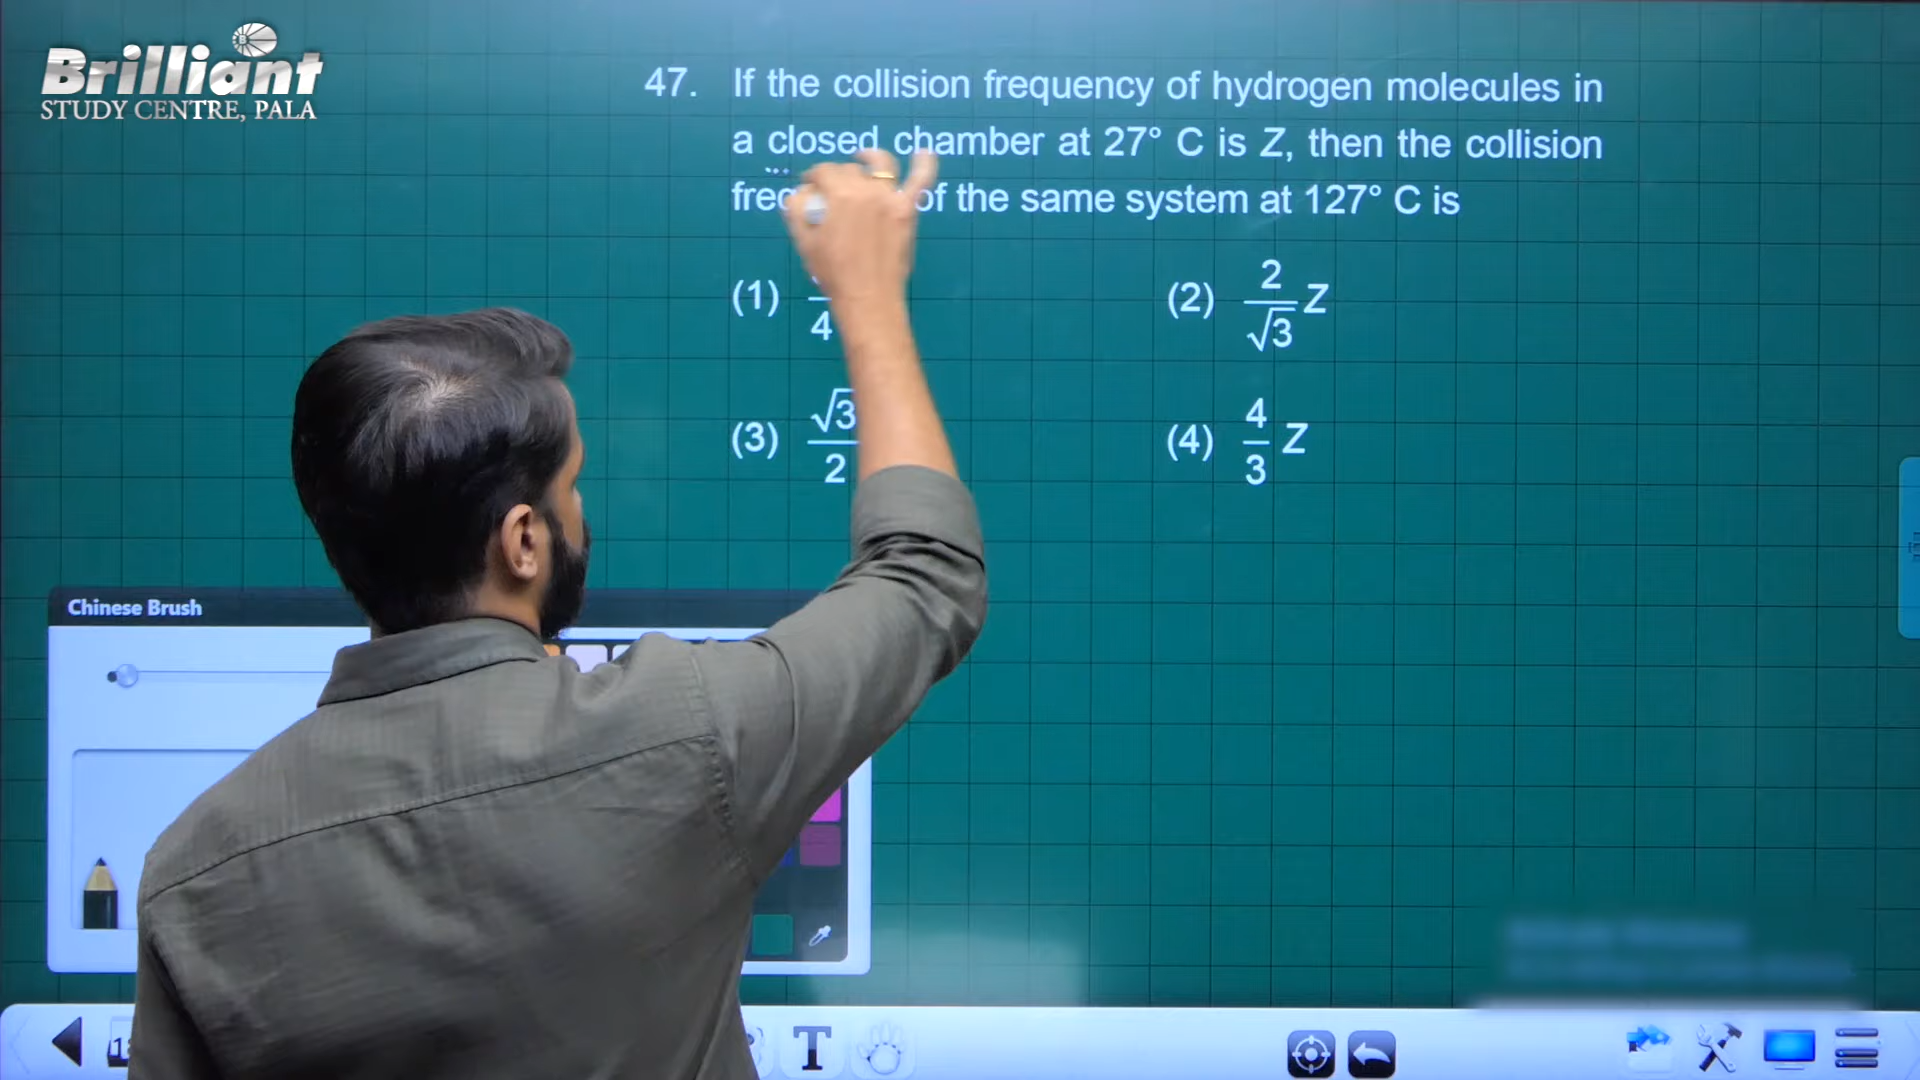 Brilliant
STUDY CENTRE, PALA
47. If the collision frequency of hydrogen molecules in
a closed chamber at 27° C is Z, then the collision
of the same system at 127° C is
(1) 4
(2) 2/√3 Z
(3) √3/2
(4) 4/3 Z
Chinese Brush
T